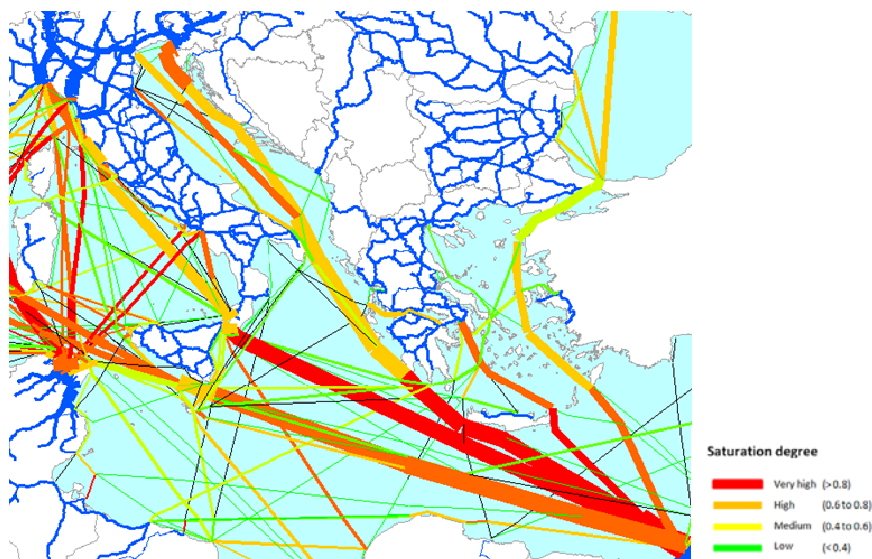 Saturation degree
Very high (>0.8)
High (0.6 to 0.8)
Medium (0.4 to 0.6)
Low (<0.4)